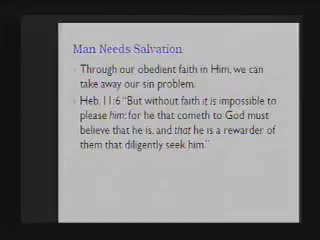 Man Needs Salvation
Through our obedient faith in Him, we can
take away our sin problem.
Heb. 11:6 "But without faith it is impossible to
please him: for he that cometh to God must
believe that he is, and that he is a rewarder of
them that diligently seek him."